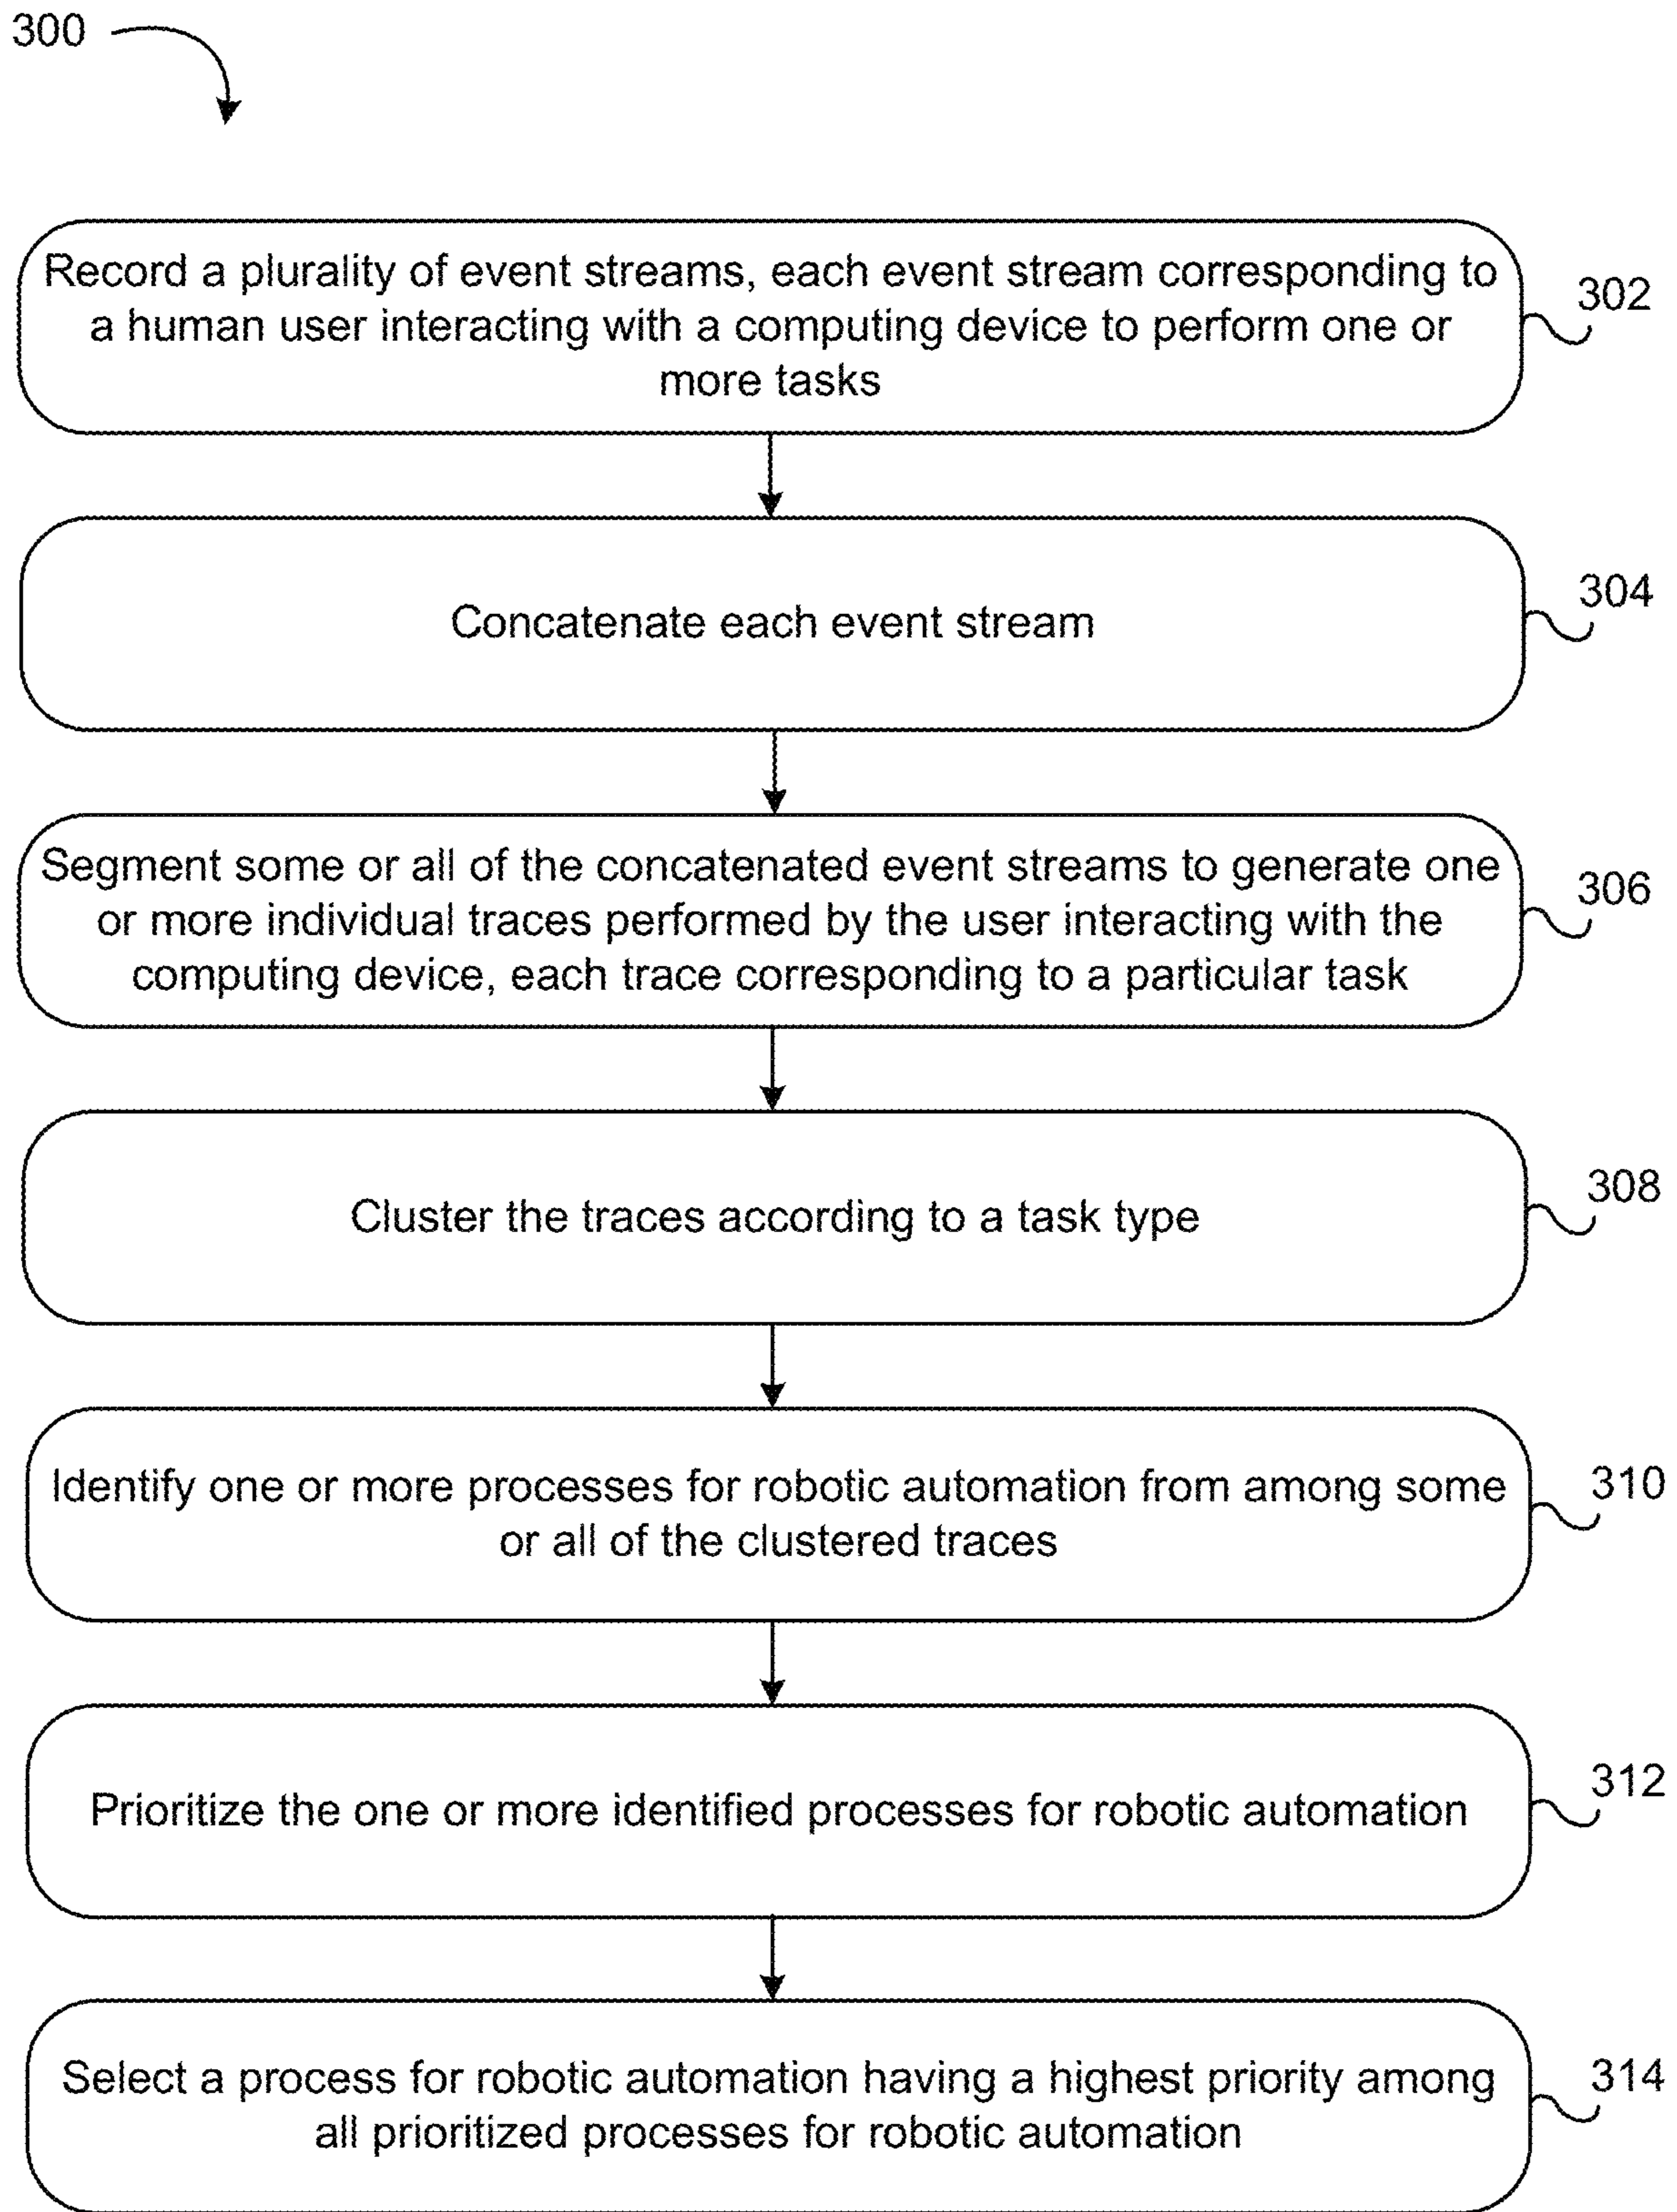 300
Record a plurality of event streams, each event stream corresponding to
a human user interacting with a computing device to perform one or
more tasks
302
Concatenate each event stream
304
Segment some or all of the concatenated event streams to generate one
or more individual traces performed by the user interacting with the
computing device, each trace corresponding to a particular task
306
Cluster the traces according to a task type
308
Identify one or more processes for robotic automation from among some
or all of the clustered traces
310
Prioritize the one or more identified processes for robotic automation
312
Select a process for robotic automation having a highest priority among
all prioritized processes for robotic automation
314